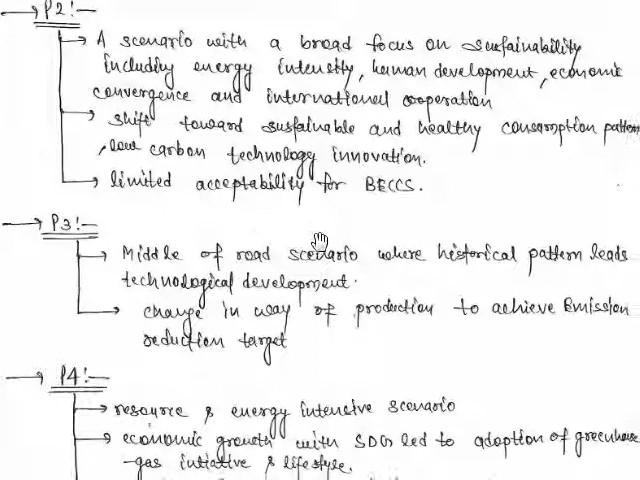 → P2!-
→ A scenario with a broad focus on sustainability
including energy intensity, human development, economic
convergence and international cooperation
→ shift toward sustainable and healthy consumption pattern
, low carbon technology innovation.
→ limited acceptability for BECCS.
→ P3!-
→ Middle of road scenario where historical pattern leads
technological development.
→ change in way of production to achieve Emission
reduction target
→ P4!-
→ resource & energy intensive scenario
→ economic growth with SDGs led to adoption of greenhouse
-gas intiative & lifestyle.